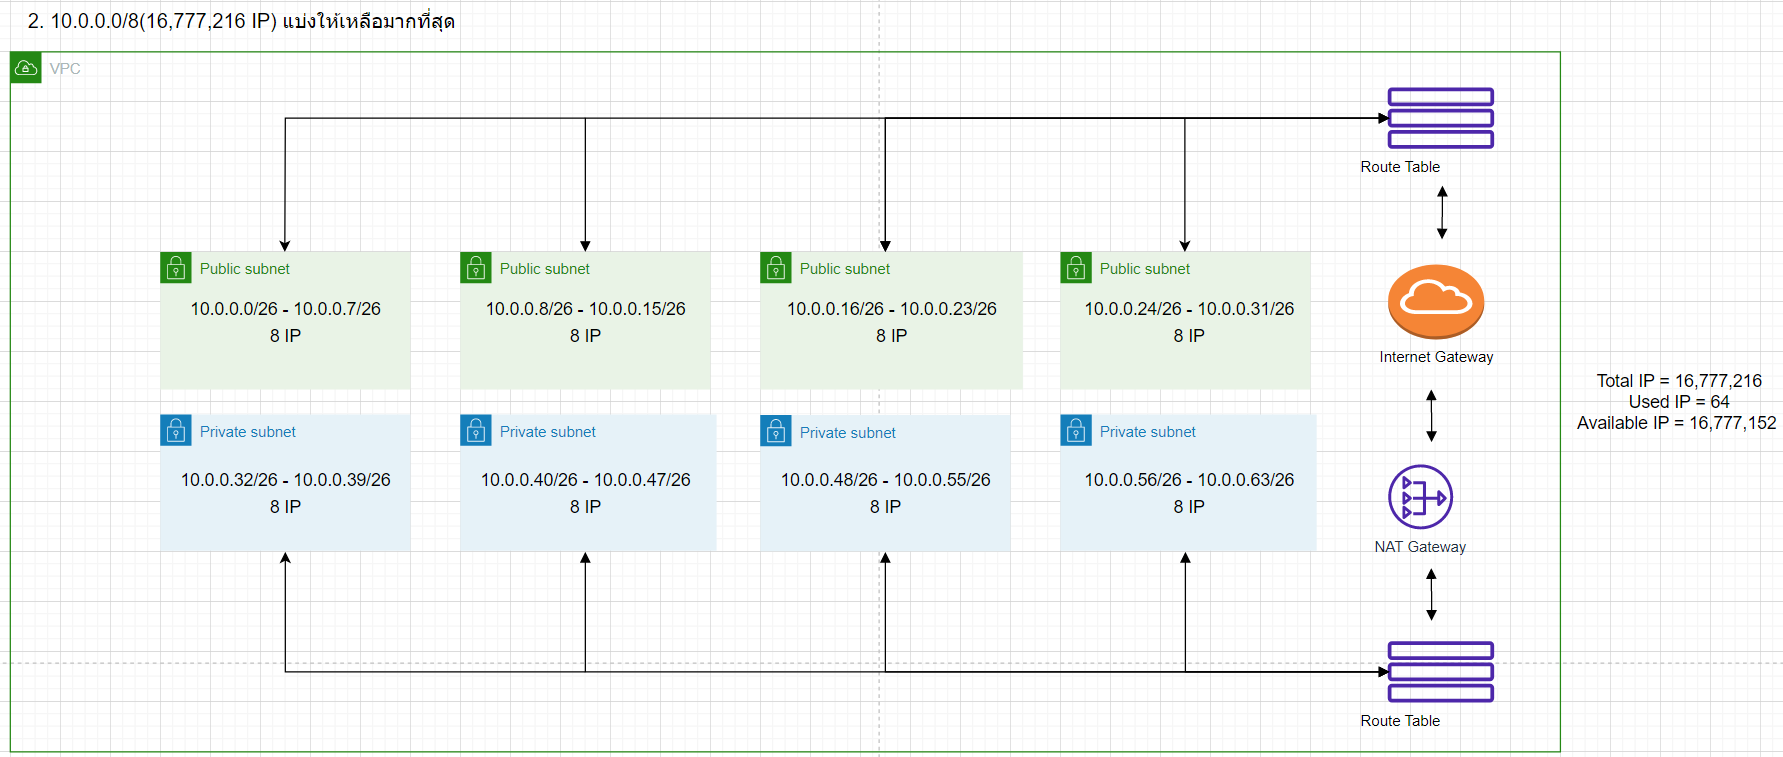 2. 10.0.0.0/8(16,777,216 IP) แบ่งให้เหลือมากที่สุด
VPC
Route Table
Public subnet
10.0.0.0/26 - 10.0.0.7/26
8 IP
Public subnet
10.0.0.8/26 - 10.0.0.15/26
8 IP
Public subnet
10.0.0.16/26 - 10.0.0.23/26
8 IP
Public subnet
10.0.0.24/26 - 10.0.0.31/26
8 IP
Internet Gateway
Total IP = 16,777,216
Used IP = 64
Available IP = 16,777,152
Private subnet
10.0.0.32/26 - 10.0.0.39/26
8 IP
Private subnet
10.0.0.40/26 - 10.0.0.47/26
8 IP
Private subnet
10.0.0.48/26 - 10.0.0.55/26
8 IP
Private subnet
10.0.0.56/26 - 10.0.0.63/26
8 IP
NAT Gateway
Route Table